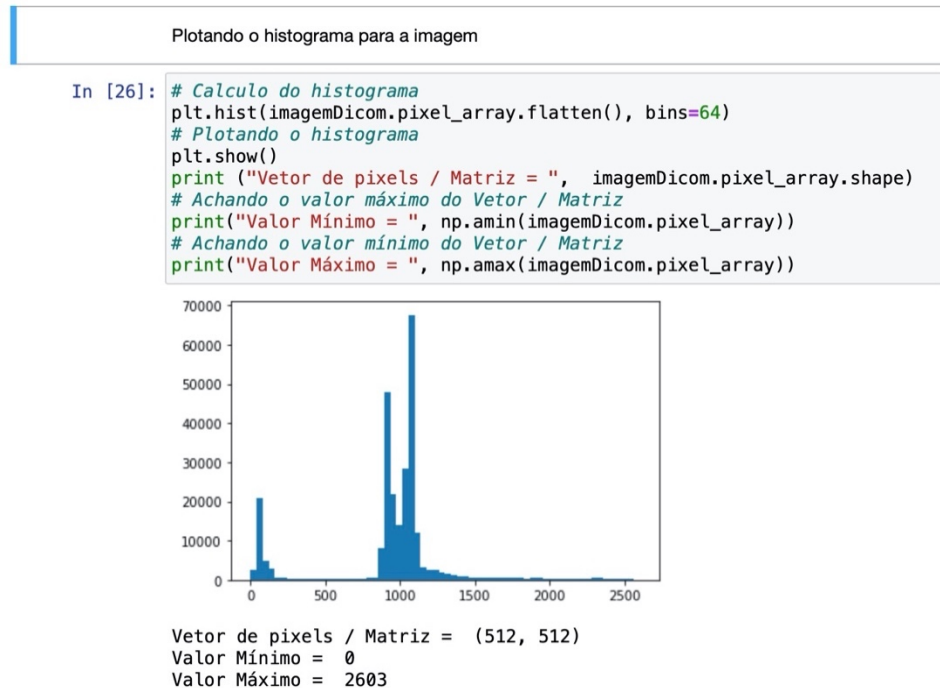 Plotando o histograma para a imagem
In [26]: # Calculo do histograma
plt.hist(imagemDicom.pixel_array.flatten(), bins=64)
# Plotando o histograma
plt.show()
print ("Vetor de pixels / Matriz = ",  imagemDicom.pixel_array.shape)
# Achando o valor máximo do Vetor / Matriz
print("Valor Mínimo = ", np.amin(imagemDicom.pixel_array))
# Achando o valor mínimo do Vetor / Matriz
print("Valor Máximo = ", np.amax(imagemDicom.pixel_array))
70000
60000
50000
40000
30000
20000
10000
0
0 500 1000 1500 2000 2500
Vetor de pixels / Matriz =  (512, 512)
Valor Mínimo =  0
Valor Máximo =  2603